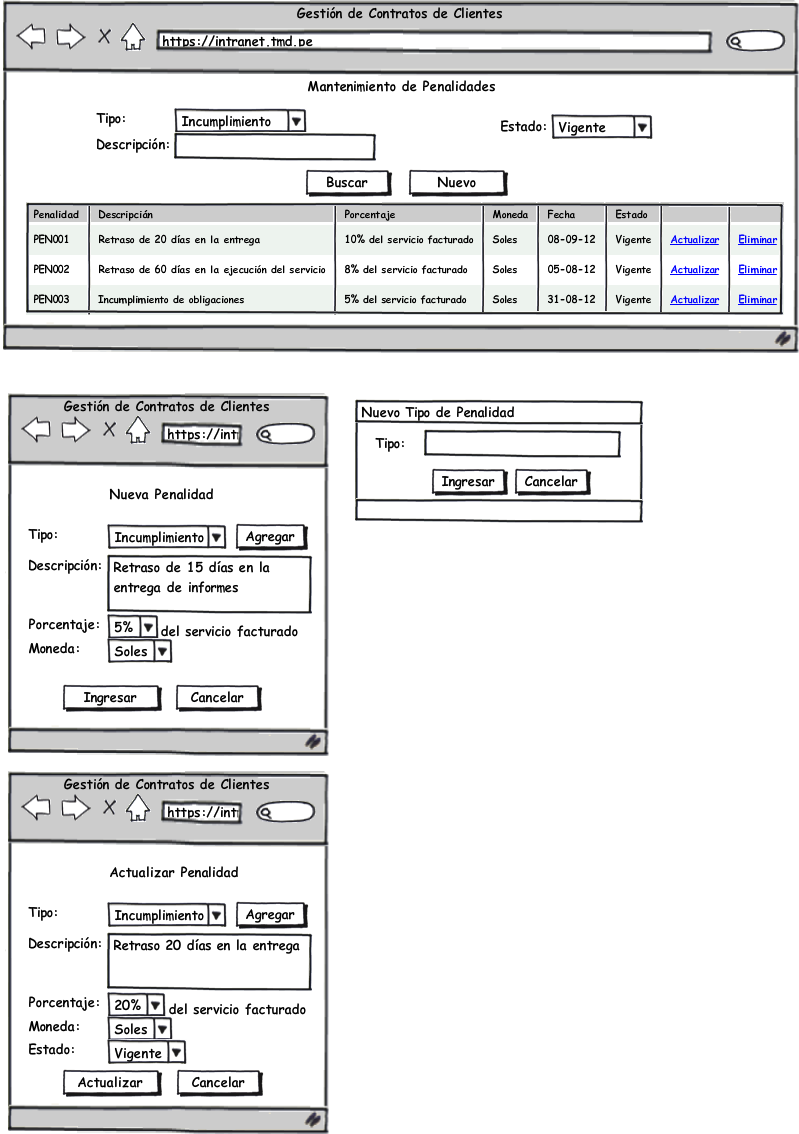 Gestión de Contratos de Clientes
https://intranet.tmd.pe
Mantenimiento de Penalidades
Tipo: Incumplimiento Estado: Vigente
Descripción:
Buscar Nuevo
Penalidad Descripción Porcentaje Moneda Fecha Estado
PEN001 Retraso de 20 días en la entrega 10% del servicio facturado Soles 08-09-12 Vigente Actualizar Eliminar
PEN002 Retraso de 60 días en la ejecución del servicio 8% del servicio facturado Soles 05-08-12 Vigente Actualizar Eliminar
PEN003 Incumplimiento de obligaciones 5% del servicio facturado Soles 31-08-12 Vigente Actualizar Eliminar
Gestión de Contratos de Clientes
https://int
Nueva Penalidad
Tipo: Incumplimiento Agregar
Descripción: Retraso de 15 días en la
entrega de informes
Porcentaje: 5% del servicio facturado
Moneda: Soles
Ingresar Cancelar
Nuevo Tipo de Penalidad
Tipo:
Ingresar Cancelar
Gestión de Contratos de Clientes
https://int
Actualizar Penalidad
Tipo: Incumplimiento Agregar
Descripción: Retraso 20 días en la entrega
Porcentaje: 20% del servicio facturado
Moneda: Soles
Estado: Vigente
Actualizar Cancelar